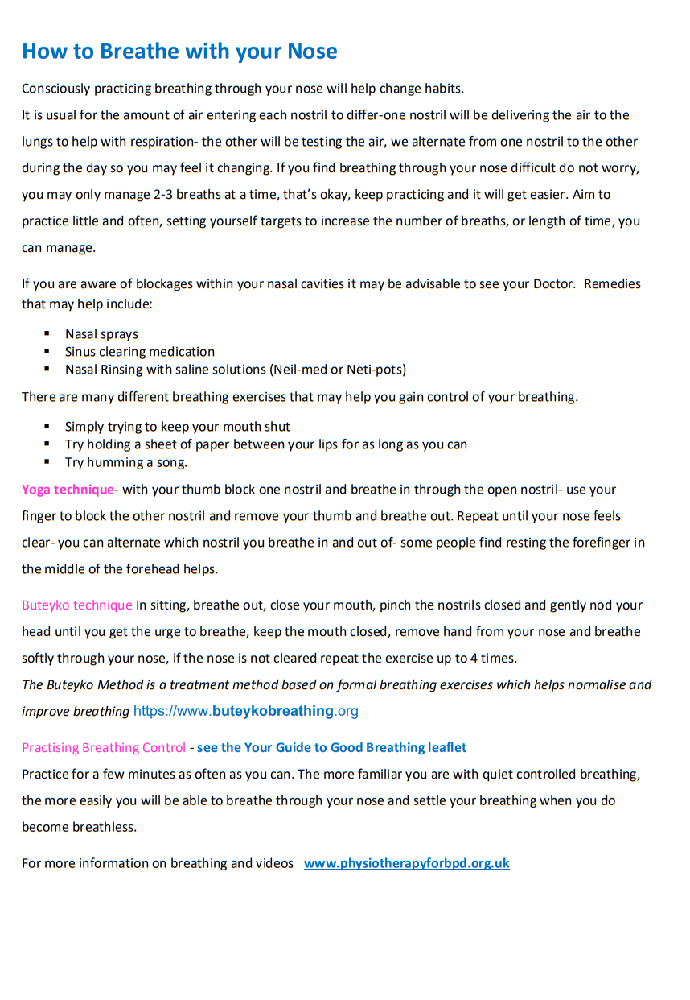 How to Breathe with your Nose
Consciously practicing breathing through your nose will help change habits.
It is usual for the amount of air entering each nostril to differ-one nostril will be delivering the air to the
lungs to help with respiration- the other will be testing the air, we alternate from one nostril to the other
during the day so you may feel it changing. If you find breathing through your nose difficult do not worry,
you may only manage 2-3 breaths at a time, that’s okay, keep practicing and it will get easier. Aim to
practice little and often, setting yourself targets to increase the number of breaths, or length of time, you
can manage.
If you are aware of blockages within your nasal cavities it may be advisable to see your Doctor.  Remedies
that may help include:
▪ Nasal sprays
▪ Sinus clearing medication
▪ Nasal Rinsing with saline solutions (Neil-med or Neti-pots)
There are many different breathing exercises that may help you gain control of your breathing.
▪ Simply trying to keep your mouth shut
▪ Try holding a sheet of paper between your lips for as long as you can
▪ Try humming a song.
Yoga technique- with your thumb block one nostril and breathe in through the open nostril- use your
finger to block the other nostril and remove your thumb and breathe out. Repeat until your nose feels
clear- you can alternate which nostril you breathe in and out of- some people find resting the forefinger in
the middle of the forehead helps.
Buteyko technique In sitting, breathe out, close your mouth, pinch the nostrils closed and gently nod your
head until you get the urge to breathe, keep the mouth closed, remove hand from your nose and breathe
softly through your nose, if the nose is not cleared repeat the exercise up to 4 times.
The Buteyko Method is a treatment method based on formal breathing exercises which helps normalise and
improve breathing https://www.buteykobreathing.org
Practising Breathing Control - see the Your Guide to Good Breathing leaflet
Practice for a few minutes as often as you can. The more familiar you are with quiet controlled breathing,
the more easily you will be able to breathe through your nose and settle your breathing when you do
become breathless.
For more information on breathing and videos   www.physiotherapyforbpd.org.uk